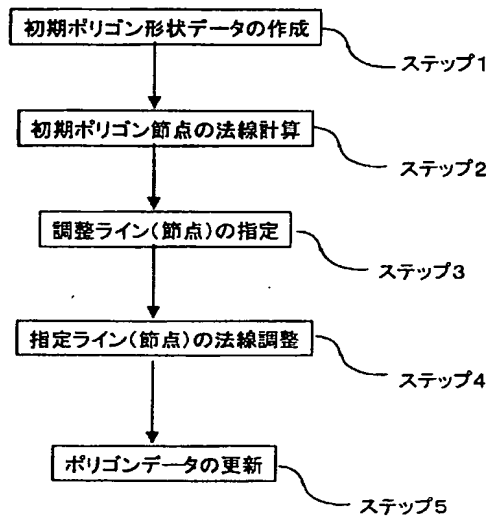 初期ポリゴン形状データの作成
ステップ1
初期ポリゴン節点の法線計算
ステップ2
調整ライン(節点)の指定
ステップ3
指定ライン(節点)の法線調整
ステップ4
ポリゴンデータの更新
ステップ5